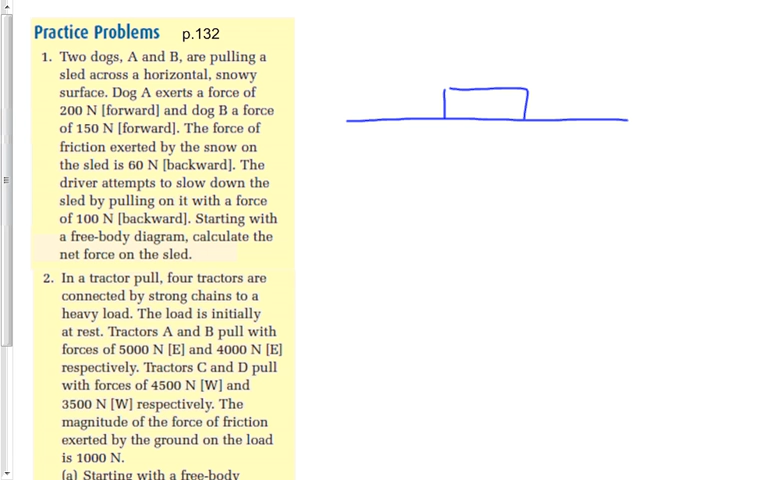 Practice Problems p.132
1. Two dogs, A and B, are pulling a
sled across a horizontal, snowy
surface. Dog A exerts a force of
200 N [forward] and dog B a force
of 150 N [forward]. The force of
friction exerted by the snow on
the sled is 60 N [backward]. The
driver attempts to slow down the
sled by pulling on it with a force
of 100 N [backward]. Starting with
a free-body diagram, calculate the
net force on the sled.
2. In a tractor pull, four tractors are
connected by strong chains to a
heavy load. The load is initially
at rest. Tractors A and B pull with
forces of 5000 N [E] and 4000 N [E]
respectively. Tractors C and D pull
with forces of 4500 N [W] and
3500 N [W] respectively. The
magnitude of the force of friction
exerted by the ground on the load
is 1000 N.
(a) Starting with a free-body